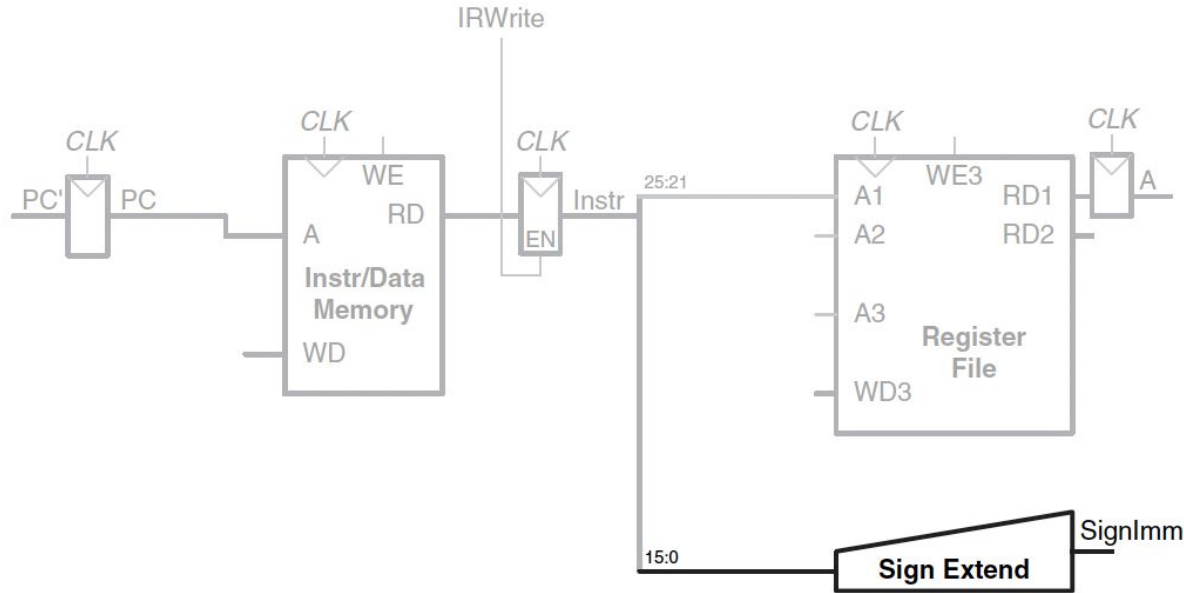 IRWrite
CLK
CLK
CLK
CLK
CLK
PC'
PC
WE
RD
A
Instr/Data
Memory
WD
EN
Instr
25:21
A1
WE3
RD1
A
A2
RD2
A3
Register
File
WD3
15:0
Sign Extend
SignImm